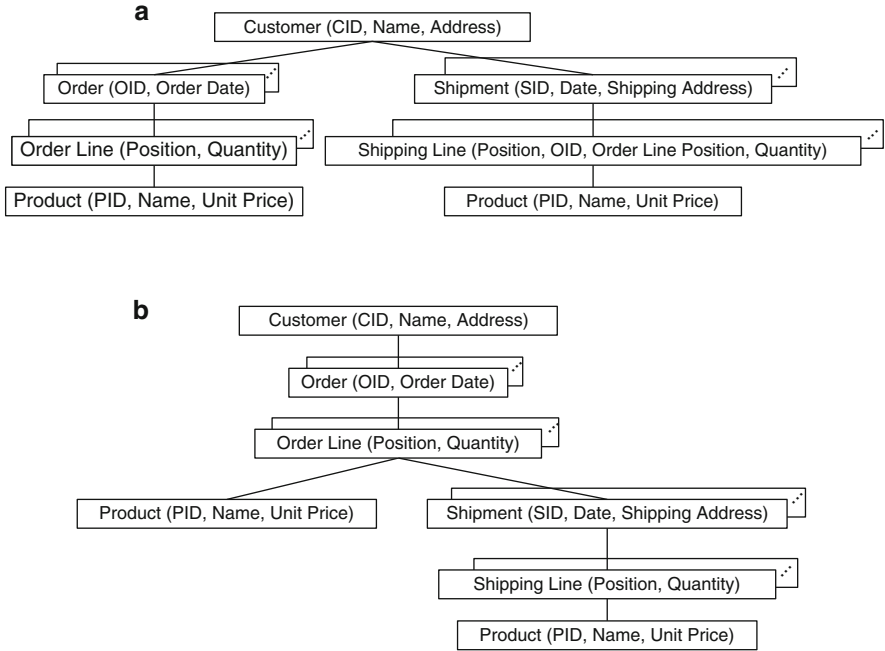 a
Customer (CID, Name, Address)
Order (OID, Order Date)
Shipment (SID, Date, Shipping Address)
Order Line (Position, Quantity)
Shipping Line (Position, OID, Order Line Position, Quantity)
Product (PID, Name, Unit Price)
Product (PID, Name, Unit Price)
b
Customer (CID, Name, Address)
Order (OID, Order Date)
Order Line (Position, Quantity)
Product (PID, Name, Unit Price)
Shipment (SID, Date, Shipping Address)
Shipping Line (Position, Quantity)
Product (PID, Name, Unit Price)